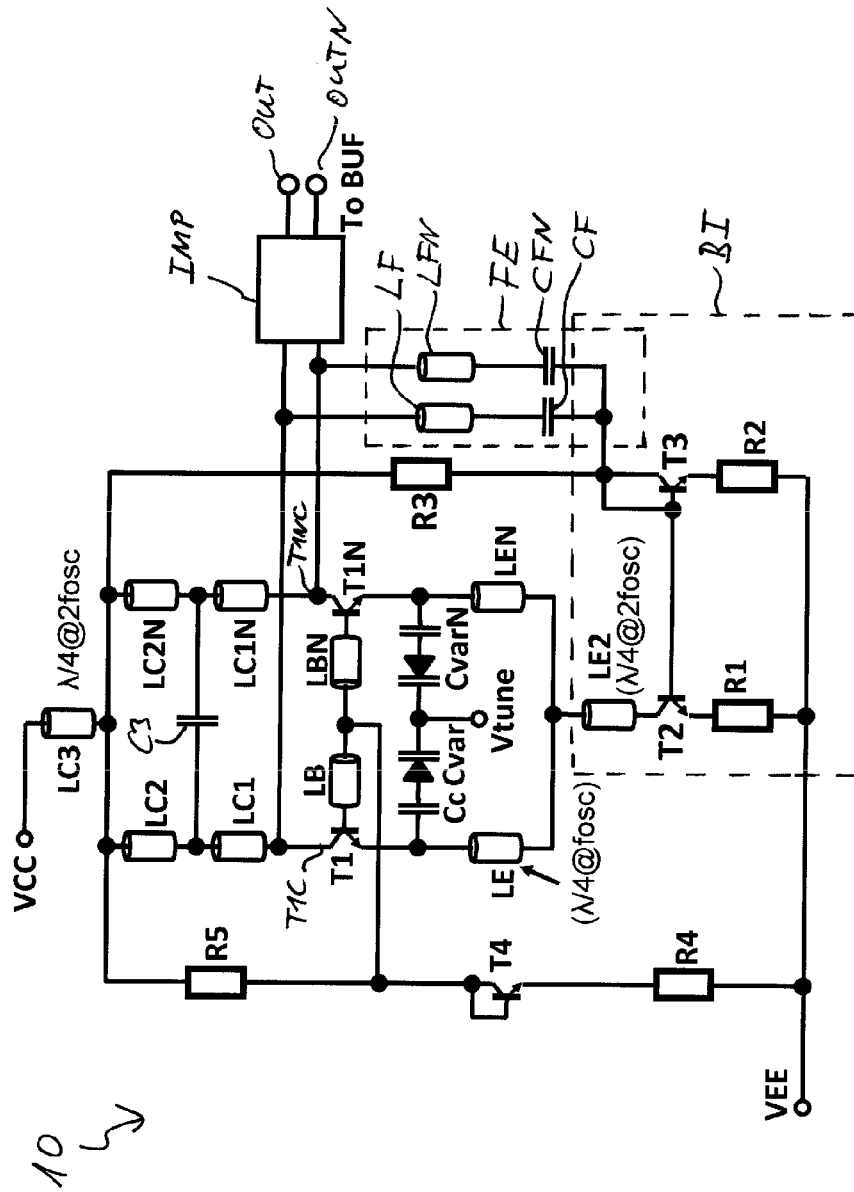 10
VCC
LC3
λ/4@2fosc
LC2
LC2N
C3
LC1
LC1N
T1C
T1NC
R5
R3
IMP
OUT
OUTN
To BUF
LF
LFN
FE
CFN
CF
BI
T1
T1N
LB
LBN
Cc
Cvar
CvarN
Vtune
LE
(λ/4@fosc)
LEN
LE2
(λ/4@2fosc)
T4
R4
T2
T3
R1
R2
VEE